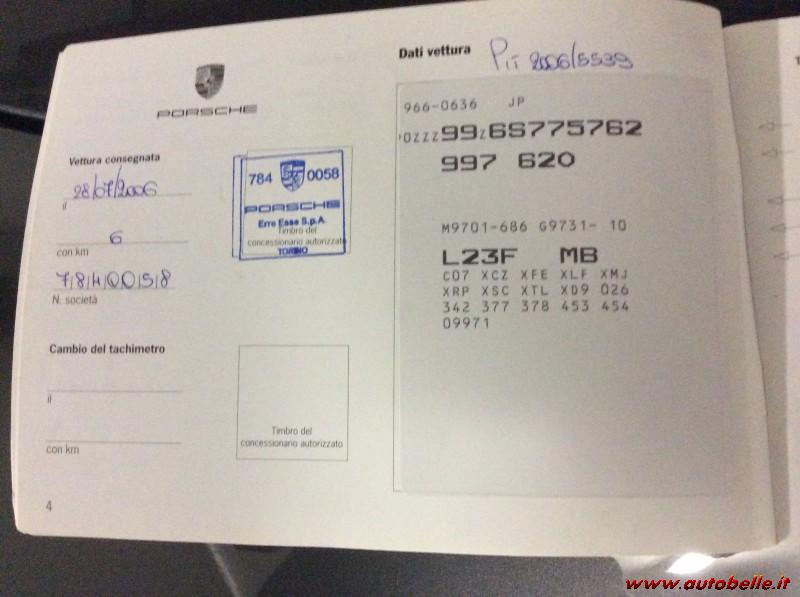 PORSCHE
Vettura consegnata
28/07/2006
il
6
con km
7|8|4|0|0|5|8
N. società
784 0058
PORSCHE
Erre Esse S.p.A.
Timbro del
concessionario autorizzato
TORINO
Cambio del tachimetro
il
con km
Timbro del
concessionario autorizzato
4
Dati vettura
2006/5539
966-0636 JP
0ZZZ99Z6S775762
997 620
M9701-686 G9731- 10
L23F MB
C07 XCZ XFE XLF XMJ
XRP XSC XTL XD9 026
342 377 378 453 454
09971
www.autobelle.it